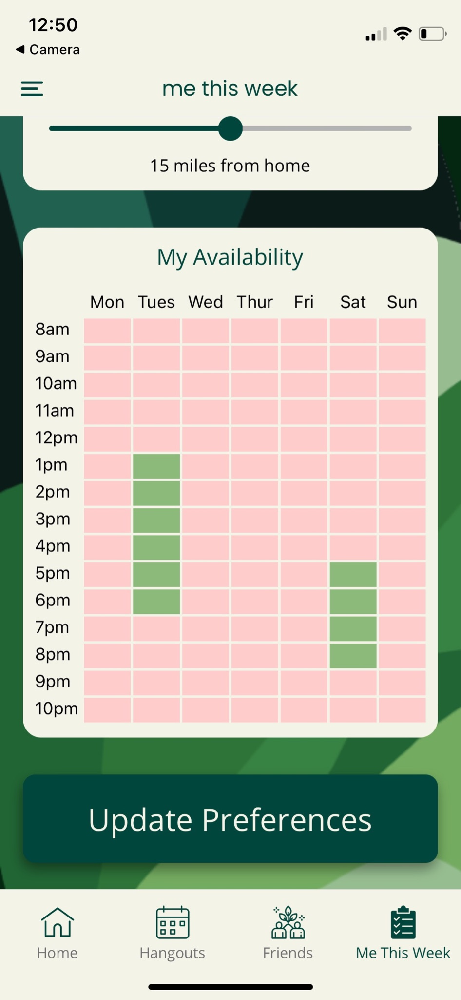 12:50
◀ Camera
me this week
15 miles from home
My Availability
Mon Tues Wed Thur Fri Sat Sun
8am
9am
10am
11am
12pm
1pm
2pm
3pm
4pm
5pm
6pm
7pm
8pm
9pm
10pm
Update Preferences
Home Hangouts Friends Me This Week